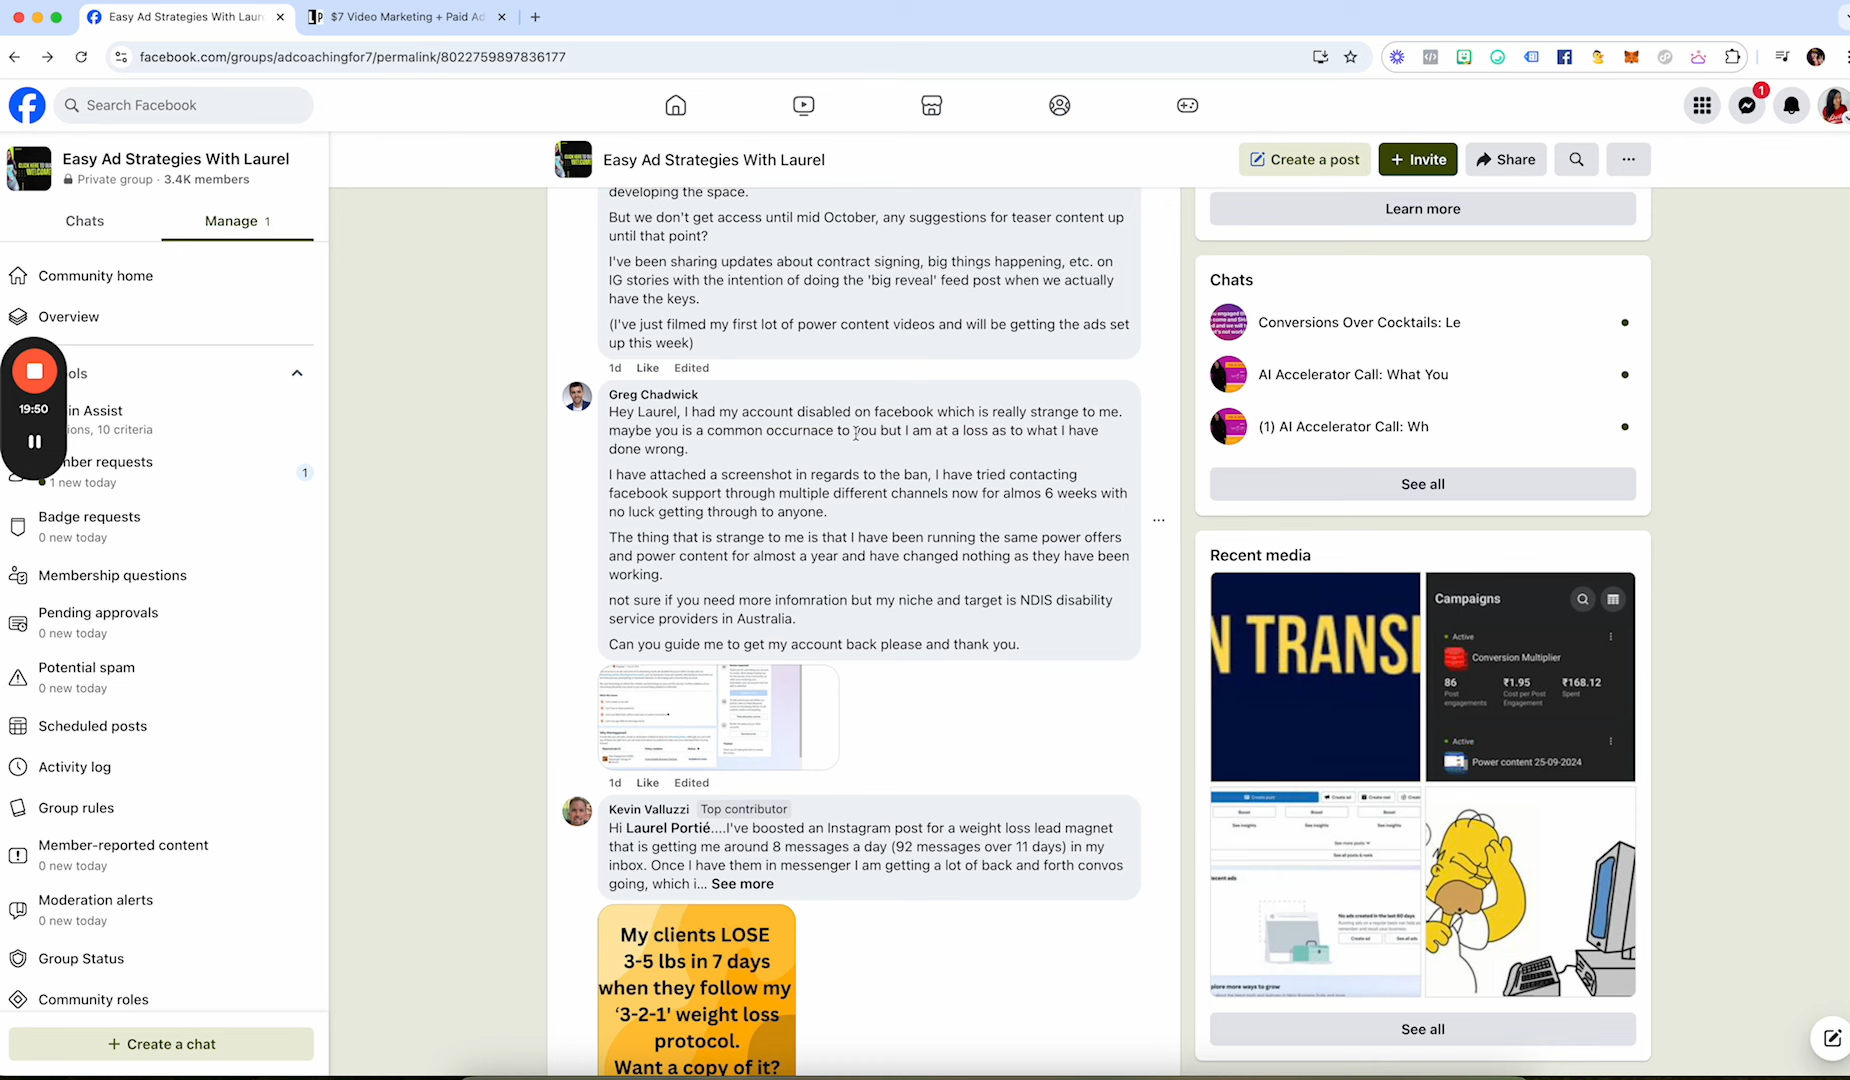 Easy Ad Strategies With Laur
$7 Video Marketing + Paid Ad
facebook.com/groups/adcoachingfor7/permalink/8022759897836177
Search Facebook
1
Easy Ad Strategies With Laurel
Private group · 3.4K members
Chats
Manage 1
Community home
Overview
ols
19:50
in Assist
ions, 10 criteria
mber requests
1 new today
1
Badge requests
0 new today
Membership questions
Pending approvals
0 new today
Potential spam
0 new today
Scheduled posts
Activity log
Group rules
Member-reported content
0 new today
Moderation alerts
0 new today
Group Status
Community roles
+ Create a chat
Easy Ad Strategies With Laurel
Create a post
+ Invite
Share
developing the space.
But we don't get access until mid October, any suggestions for teaser content up
until that point?
I've been sharing updates about contract signing, big things happening, etc. on
IG stories with the intention of doing the 'big reveal' feed post when we actually
have the keys.
(I've just filmed my first lot of power content videos and will be getting the ads set
up this week)
1d Like Edited
Greg Chadwick
Hey Laurel, I had my account disabled on facebook which is really strange to me.
maybe you is a common occurnace to you but I am at a loss as to what I have
done wrong.
I have attached a screenshot in regards to the ban, I have tried contacting
facebook support through multiple different channels now for almos 6 weeks with
no luck getting through to anyone.
The thing that is strange to me is that I have been running the same power offers
and power content for almost a year and have changed nothing as they have been
working.
not sure if you need more infomration but my niche and target is NDIS disability
service providers in Australia.
Can you guide me to get my account back please and thank you.
1d Like Edited
Kevin Valluzzi Top contributor
Hi Laurel Portié....I've boosted an Instagram post for a weight loss lead magnet
that is getting me around 8 messages a day (92 messages over 11 days) in my
inbox. Once I have them in messenger I am getting a lot of back and forth convos
going, which i... See more
My clients LOSE
3-5 lbs in 7 days
when they follow my
'3-2-1' weight loss
protocol.
Want a copy of it?
Learn more
Chats
Conversions Over Cocktails: Le
AI Accelerator Call: What You
(1) AI Accelerator Call: Wh
See all
Recent media
N TRANSI
Campaigns
Active
Conversion Multiplier
86 ₹1.95 ₹168.12
Post engagements
Cost per Post Engagement
Spent
Active
Power content 25-09-2024
See all